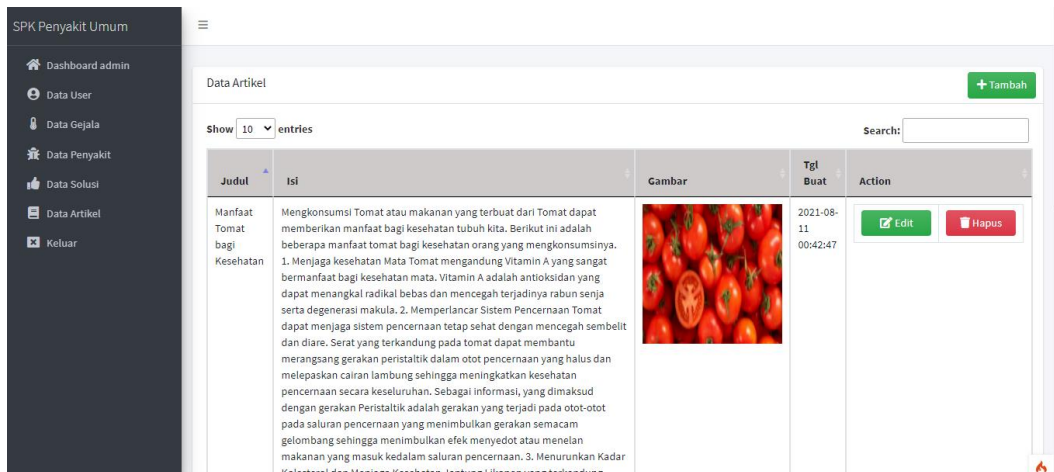 SPK Penyakit Umum
Dashboard admin
Data User
Data Gejala
Data Penyakit
Data Solusi
Data Artikel
Keluar
Data Artikel
Tambah
Show 10 entries
Search:
Judul Isi Gambar Tgl Buat Action
Manfaat
Tomat
bagi
Kesehatan
Mengkonsumsi Tomat atau makanan yang terbuat dari Tomat dapat
memberikan manfaat bagi kesehatan tubuh kita. Berikut ini adalah
beberapa manfaat tomat bagi kesehatan orang yang mengkonsumsinya.
1. Menjaga kesehatan Mata Tomat mengandung Vitamin A yang sangat
bermanfaat bagi kesehatan mata. Vitamin A adalah antioksidan yang
dapat menangkal radikal bebas dan mencegah terjadinya rabun senja
serta degenerasi makula. 2. Memperlancar Sistem Pencernaan Tomat
dapat menjaga sistem pencernaan tetap sehat dengan mencegah sembelit
dan diare. Serat yang terkandung pada tomat dapat membantu
merangsang gerakan peristaltik dalam otot pencernaan yang halus dan
melepaskan cairan lambung sehingga meningkatkan kesehatan
pencernaan secara keseluruhan. Sebagai informasi, yang dimaksud
dengan gerakan Peristaltik adalah gerakan yang terjadi pada otot-otot
pada saluran pencernaan yang menimbulkan gerakan semacam
gelombang sehingga menimbulkan efek menyedot atau menelan
makanan yang masuk kedalam saluran pencernaan. 3. Menurunkan Kadar
Kolesterol dan Menjaga Kesehatan Jantung Likopen yang terkandung
2021-08-
11
00:42:47
Edit
Hapus